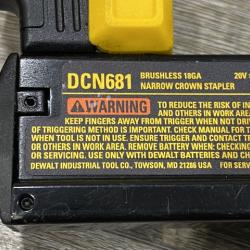 DCN681
BRUSHLESS 18GA
NARROW CROWN STAPLER
20V
WARNING
TO REDUCE THE RISK OF IN
AND OTHERS IN WORK AREA.
KEEP FINGERS AWAY FROM TRIGGER WHEN NOT DRIV
OF TRIGGERING METHOD IS IMPORTANT. CHECK MANUAL FOR T
WHEN TOOL IS NOT IN USE. ENSURE TRIGGER AND CONTACT TRIP
OR OTHERS IN WORK AREA. REMOVE BATTERY WHEN: CHECKING
OR SERVICING. USE ONLY WITH DEWALT BATTERIES AND CH
DEWALT INDUSTRIAL TOOL CO., TOWSON, MD 21286 USA FOR SERV